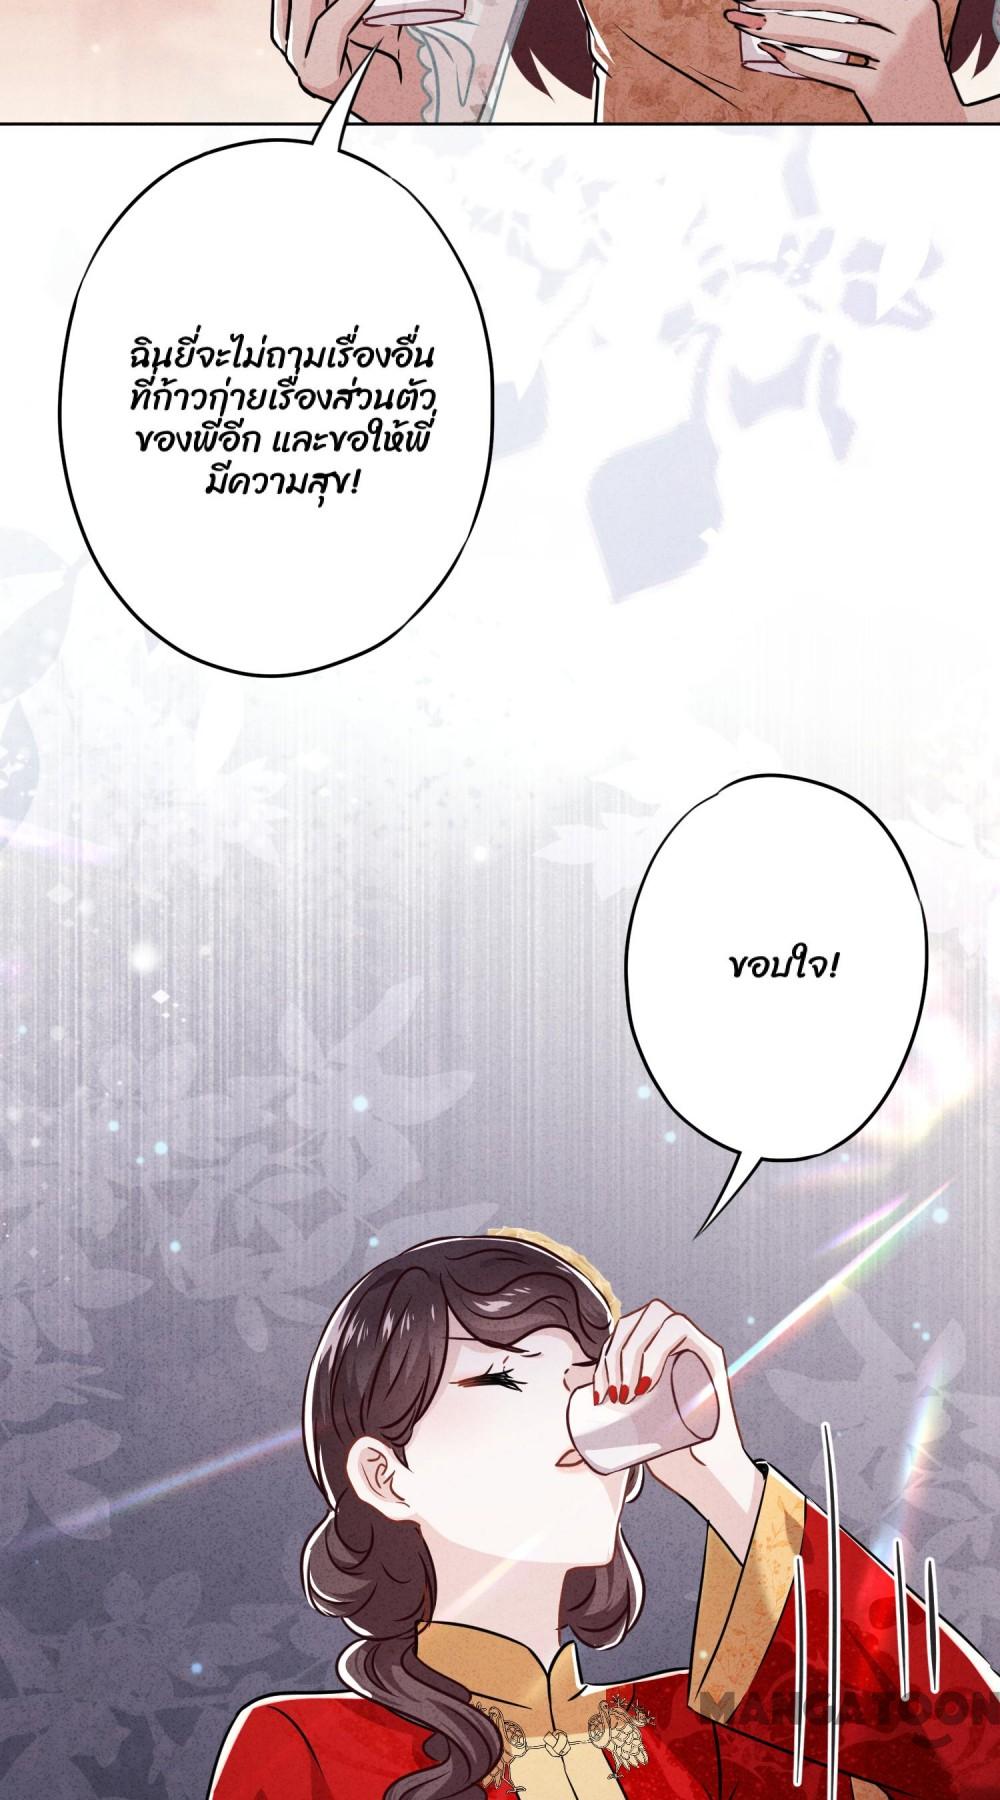 ฉินยี่จะไม่ถามเรื่องอื่น
ที่ก้าวก่ายเรื่องส่วนตัว
ของพี่อีก และขอให้พี่
มีความสุข!
ขอบใจ!
MANGATOON